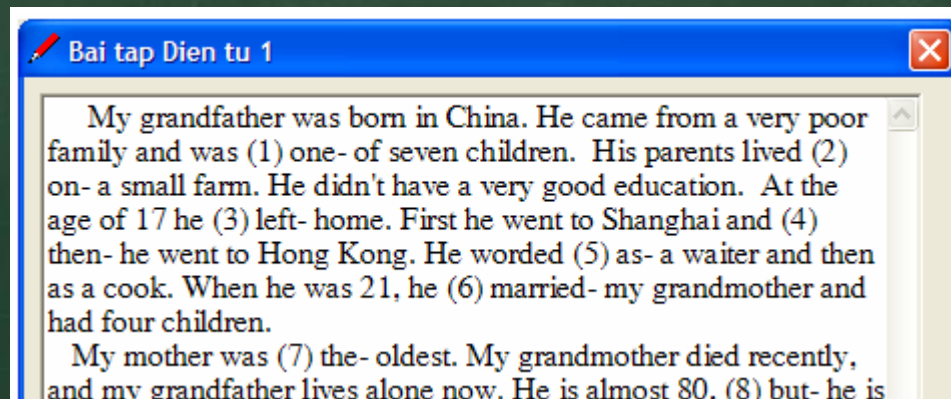 Bai tap Dien tu 1
My grandfather was born in China. He came from a very poor
family and was (1) one- of seven children. His parents lived (2)
on- a small farm. He didn't have a very good education. At the
age of 17 he (3) left- home. First he went to Shanghai and (4)
then- he went to Hong Kong. He worded (5) as- a waiter and then
as a cook. When he was 21, he (6) married- my grandmother and
had four children.
My mother was (7) the- oldest. My grandmother died recently,
and my grandfather lives alone now. He is almost 80, (8) but- he is